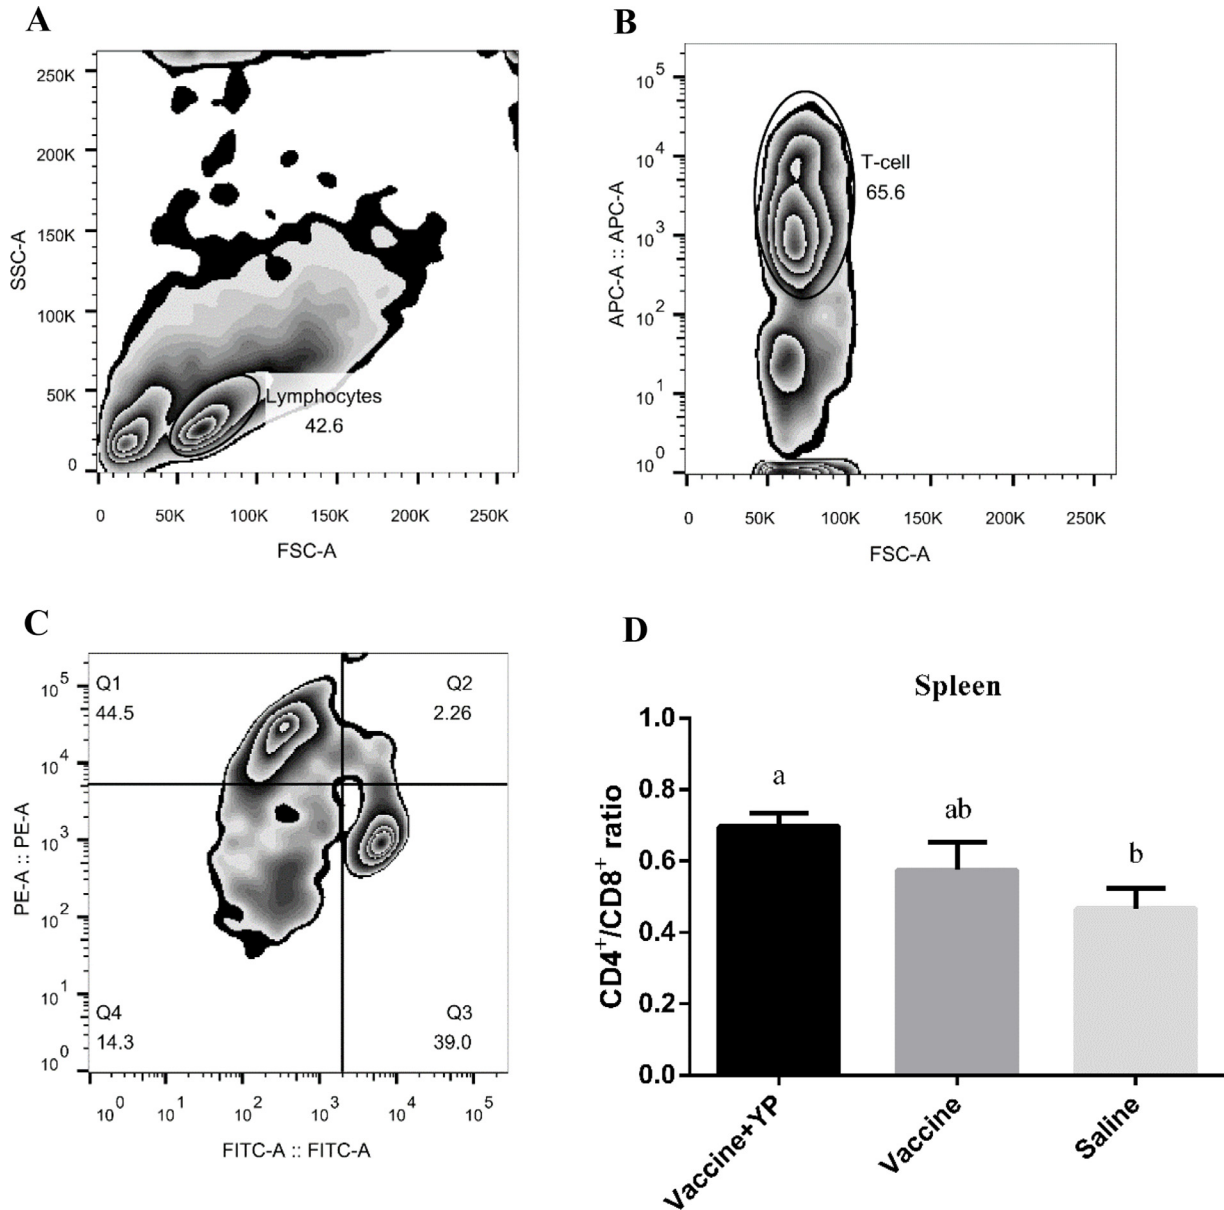 A
250K
200K
150K
100K
50K
0
SSC-A
Lymphocytes
42.6
0 50K 100K 150K 200K 250K
FSC-A
B
10^5
10^4
10^3
10^2
10^1
10^0
APC-A :: APC-A
T-cell
65.6
0 50K 100K 150K 200K 250K
FSC-A
C
10^5
10^4
10^3
10^2
10^1
10^0
PE-A :: PE-A
Q1
44.5
Q2
2.26
Q4
14.3
Q3
39.0
10^0 10^1 10^2 10^3 10^4 10^5
FITC-A :: FITC-A
D
Spleen
1.0
0.8
0.6
0.4
0.2
0.0
CD4⁺/CD8⁺ ratio
a
ab
b
Vaccine+YP
Vaccine
Saline